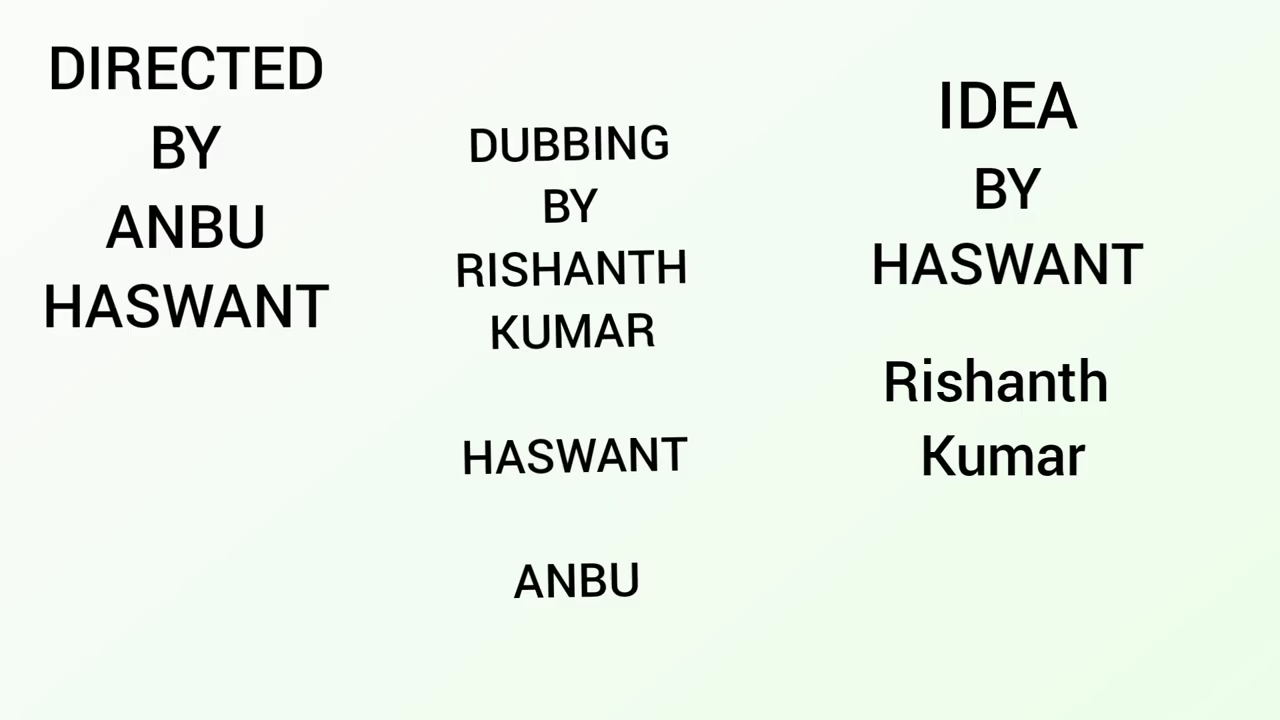 DIRECTED
BY
ANBU
HASWANT
DUBBING
BY
RISHANTH
KUMAR
HASWANT
ANBU
IDEA
BY
HASWANT
Rishanth
Kumar